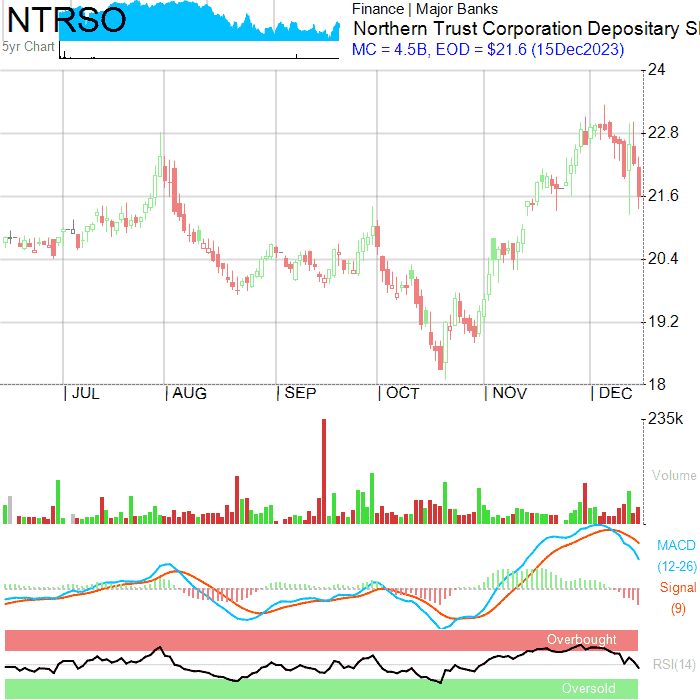 NTRSO
5yr Chart
Finance | Major Banks
Northern Trust Corporation Depositary S
MC = 4.5B, EOD = $21.6 (15Dec2023)
24
22.8
21.6
20.4
19.2
18
| JUL | AUG | SEP | OCT | NOV | DEC
235k
Volume
MACD
(12-26)
Signal
(9)
Overbought
RSI(14)
Oversold